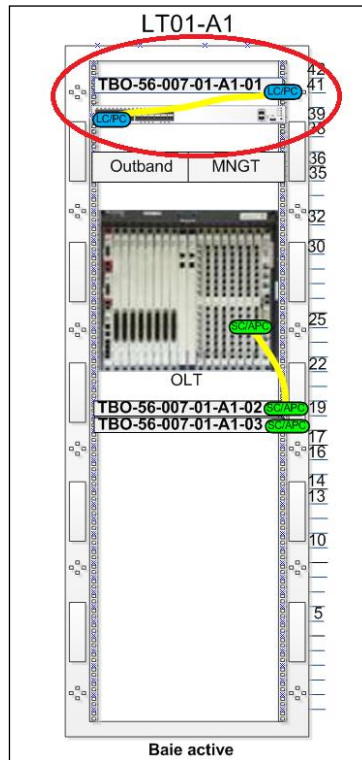 LT01-A1
42
TBO-56-007-01-A1-01
LC/PC
41
LC/PC
39
38
Outband
MNGT
36
35
32
30
SC/APC
25
OLT
22
TBO-56-007-01-A1-02
SC/APC
19
TBO-56-007-01-A1-03
SC/APC
17
16
14
13
10
5
Baie active